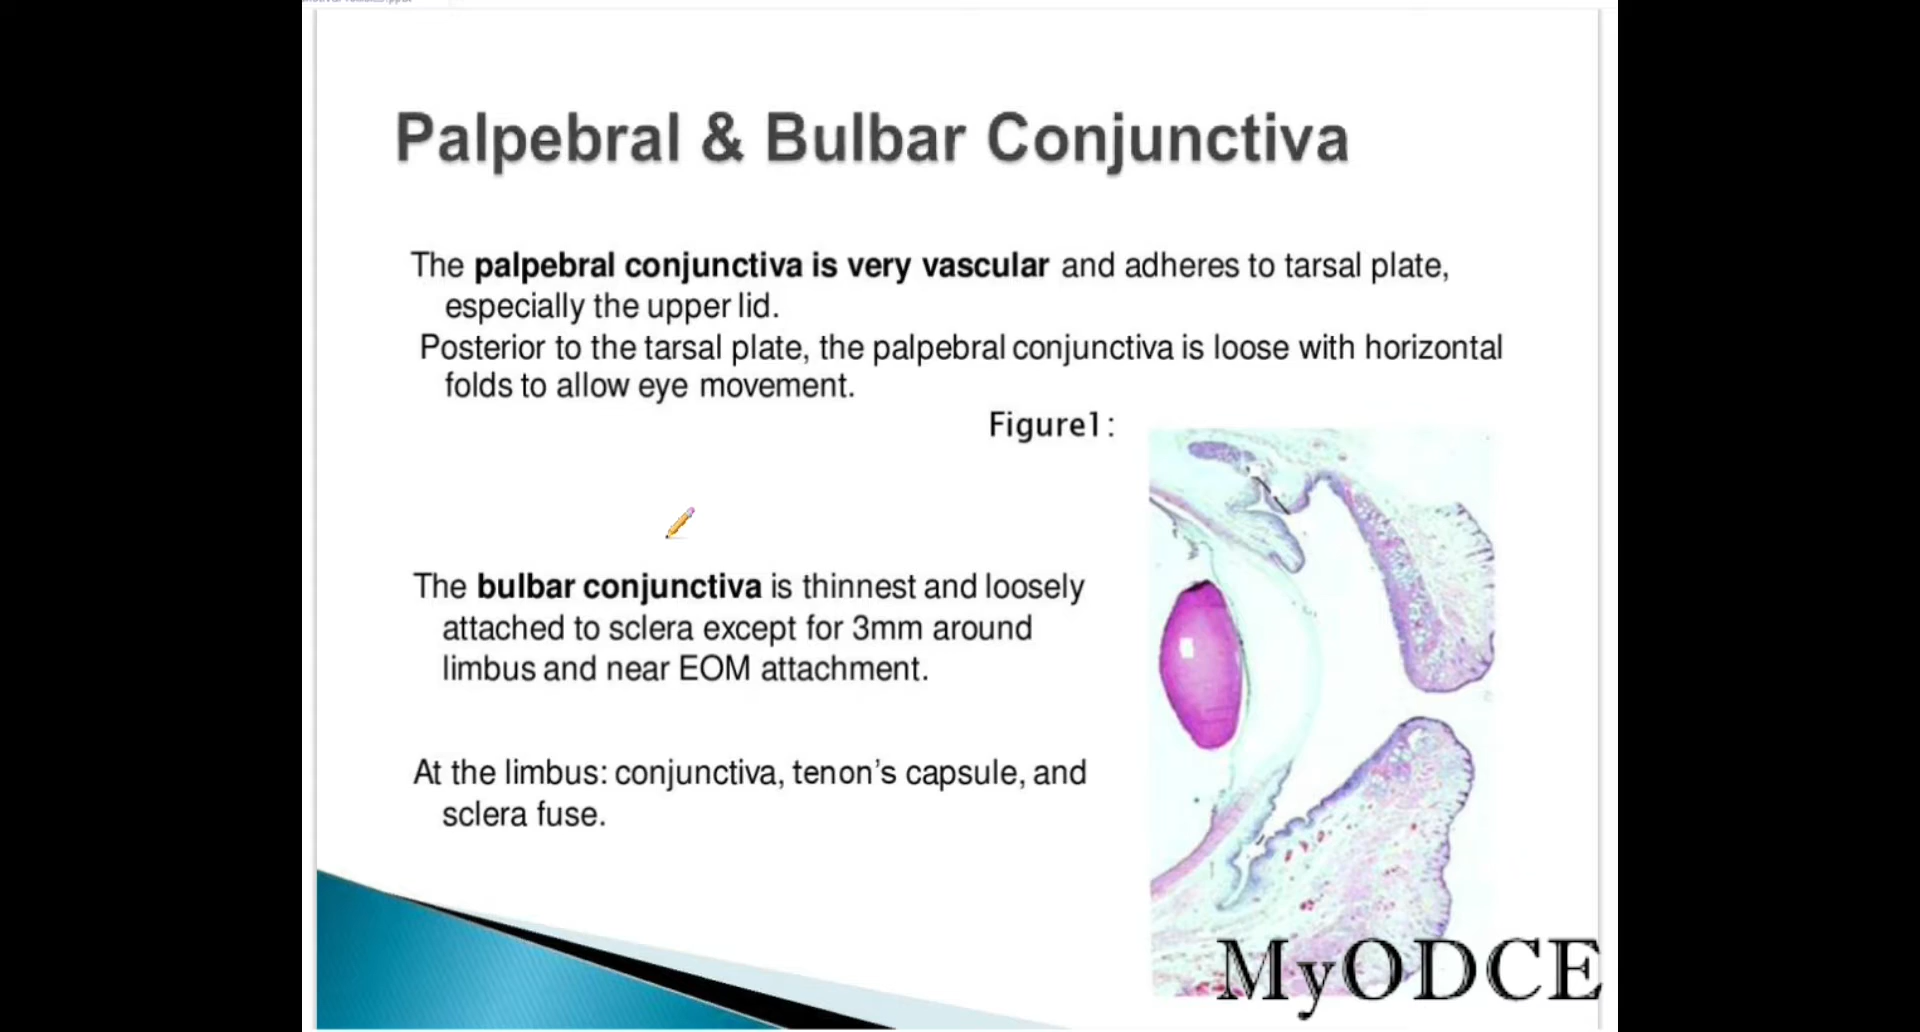 Palpebral & Bulbar Conjunctiva
The palpebral conjunctiva is very vascular and adheres to tarsal plate,
especially the upper lid.
Posterior to the tarsal plate, the palpebral conjunctiva is loose with horizontal
folds to allow eye movement.
Figure1:
The bulbar conjunctiva is thinnest and loosely
attached to sclera except for 3mm around
limbus and near EOM attachment.
At the limbus: conjunctiva, tenon’s capsule, and
sclera fuse.
MyODCE